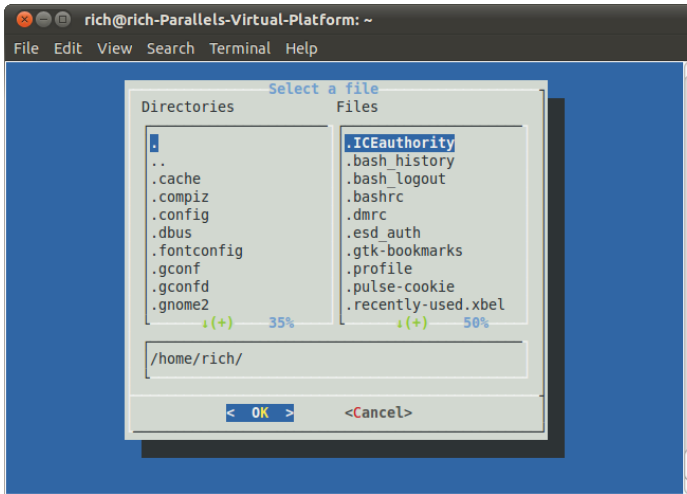 rich@rich-Parallels-Virtual-Platform: ~
File Edit View Search Terminal Help
Select a file
Directories Files
. .ICEauthority
.. .bash_history
.cache .bash_logout
.compiz .bashrc
.config .dmrc
.dbus .esd_auth
.fontconfig .gtk-bookmarks
.gconf .profile
.gconfd .pulse-cookie
.gnome2 .recently-used.xbel
↓(+) 35% ↓(+) 50%
/home/rich/
< OK > <Cancel>